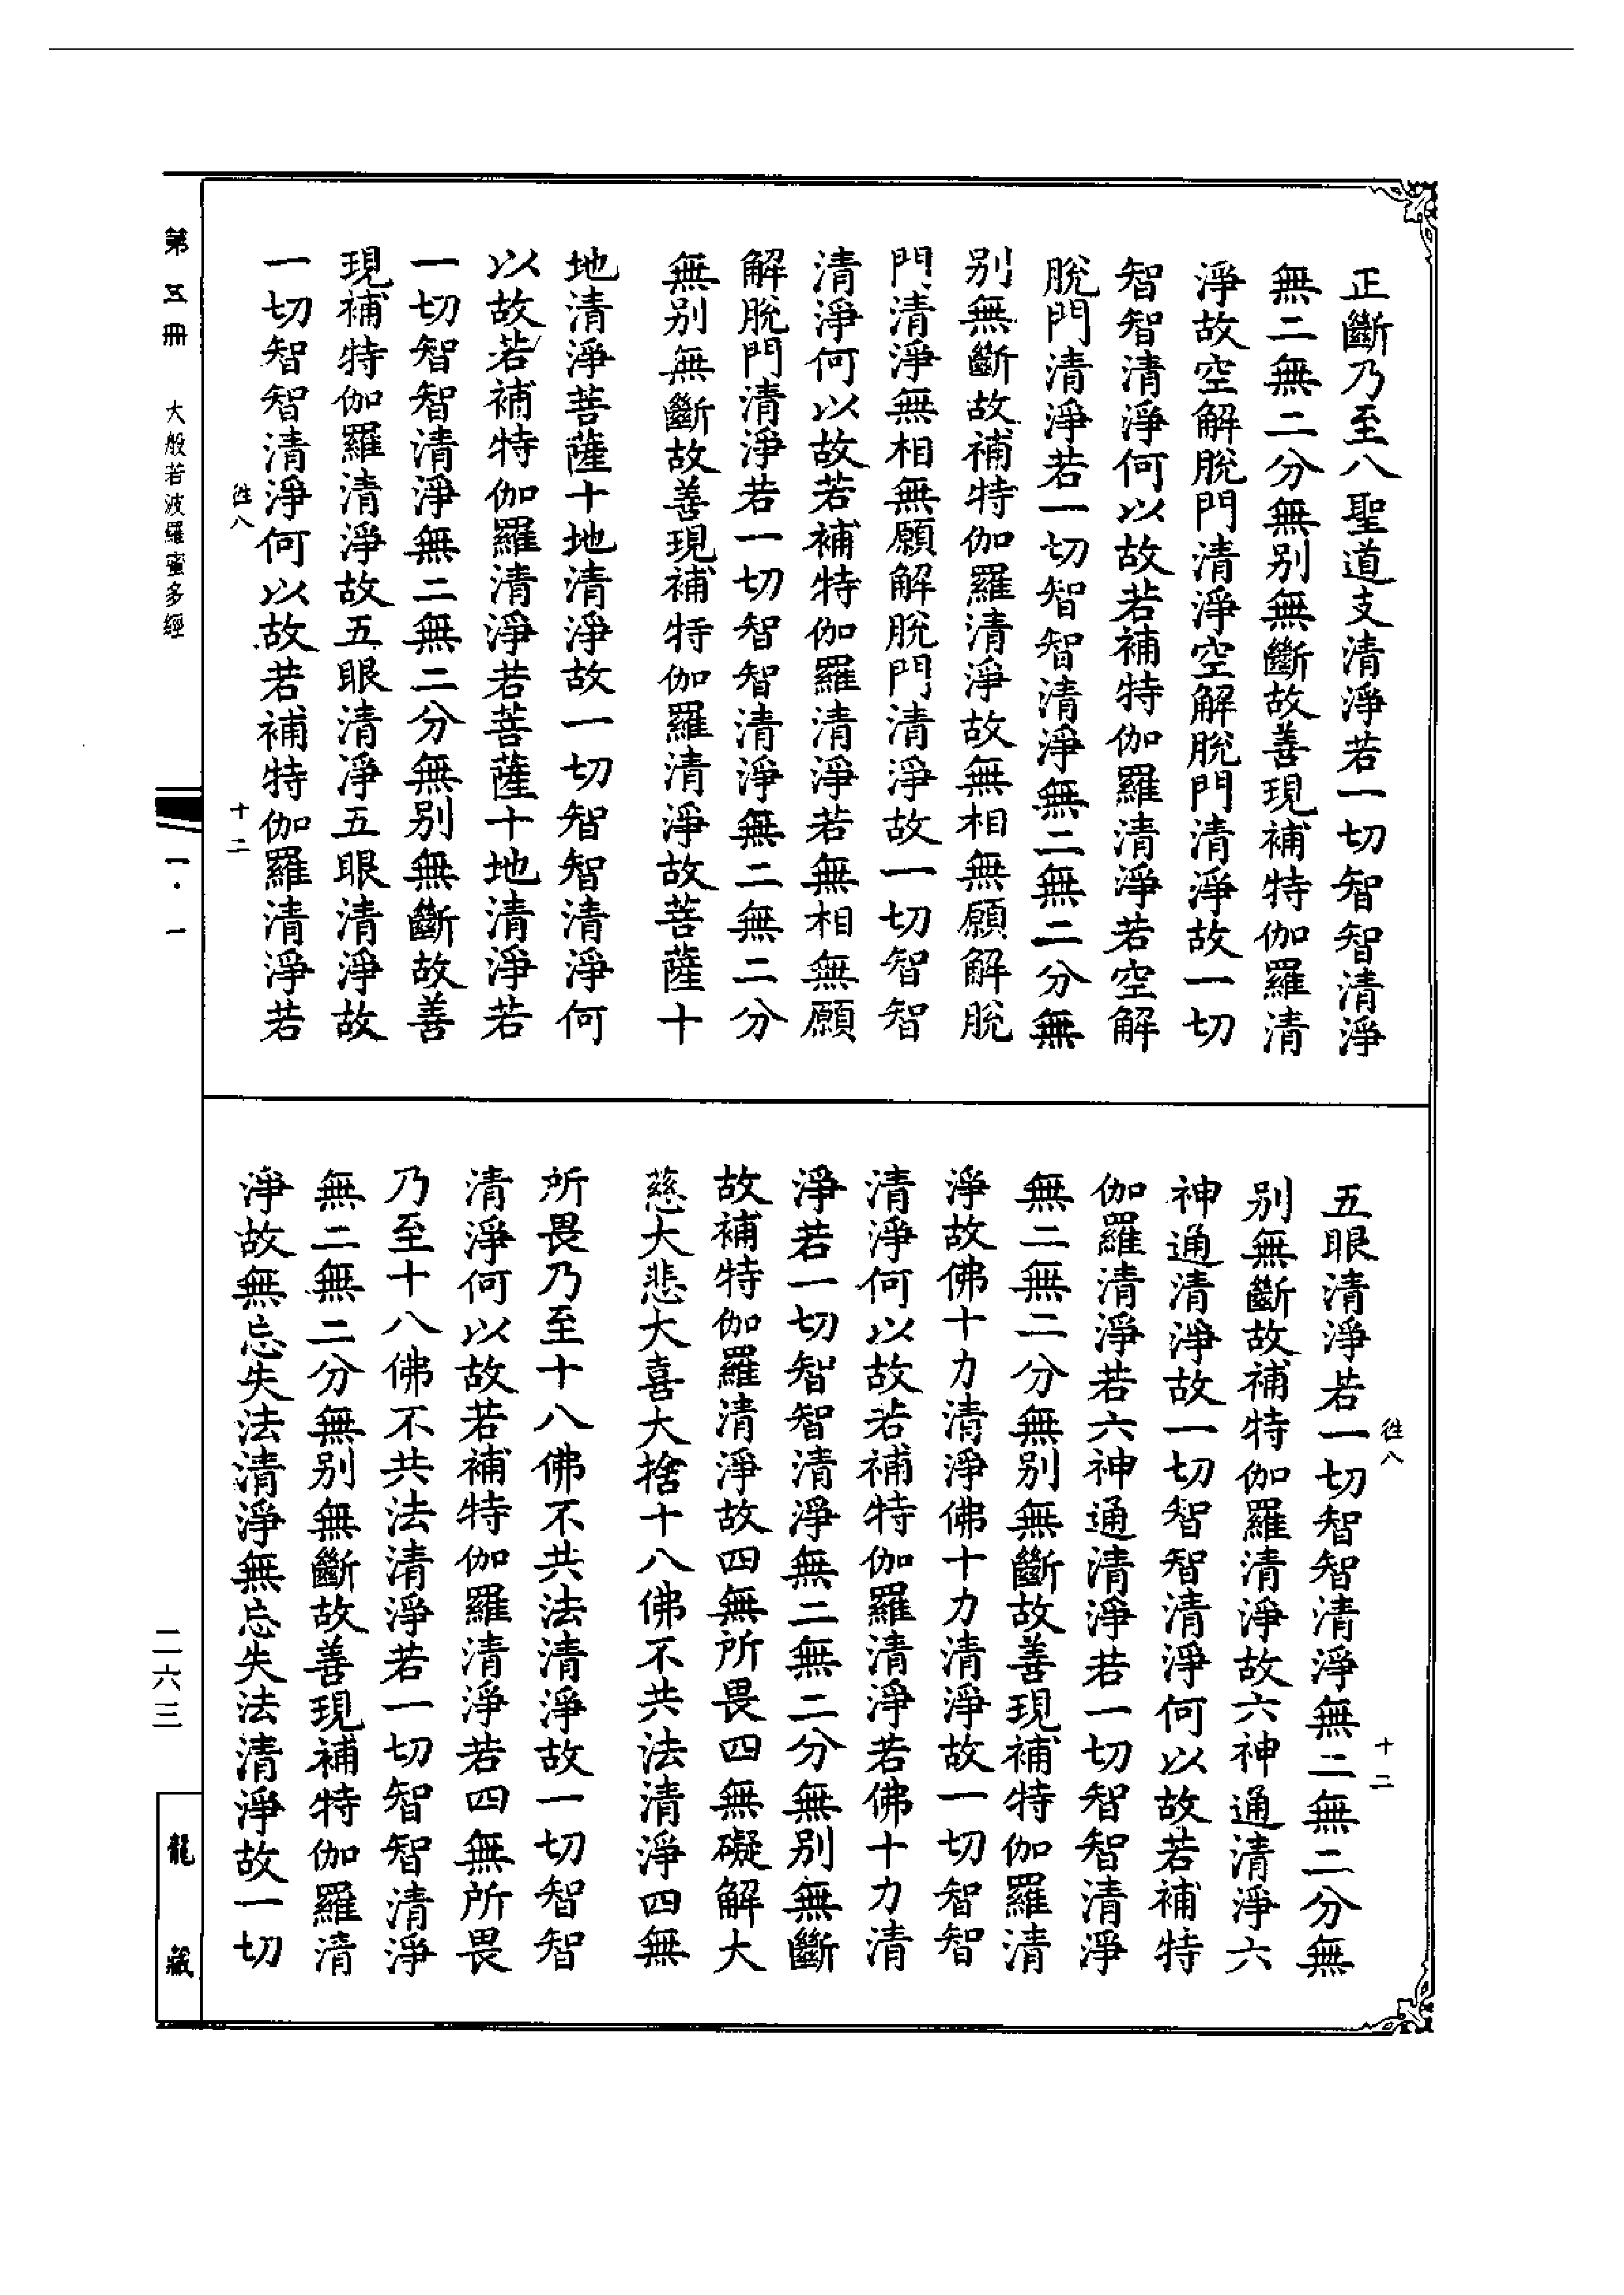 正斷乃至八聖道支清淨若一切智智清淨
無二無二分無別無斷故善現補特伽羅清
淨故空解脫門清淨空解脫門清淨故一切
智智清淨何以故若補特伽羅清淨若空解
脫門清淨若一切智智清淨無二無二分無
別無斷故補特伽羅清淨故無相無願解脫
門清淨無相無願解脫門清淨故一切智智
清淨何以故若補特伽羅清淨若無相無願
解脫門清淨若一切智智清淨無二無二分
無別無斷故善現補特伽羅清淨故菩薩十
地清淨菩薩十地清淨故一切智智清淨何
以故若補特伽羅清淨若菩薩十地清淨若
一切智智清淨無二無二分無別無斷故善
現補特伽羅清淨故五眼清淨五眼清淨故
一切智智清淨何以故若補特伽羅清淨若
徃八 十二
徃八 十二
五眼清淨若一切智智清淨無二無二分無
別無斷故補特伽羅清淨故六神通清淨六
神通清淨故一切智智清淨何以故若補特
伽羅清淨若六神通清淨若一切智智清淨
無二無二分無別無斷故善現補特伽羅清
淨故佛十力清淨佛十力清淨故一切智智
清淨何以故若補特伽羅清淨若佛十力清
淨若一切智智清淨無二無二分無別無斷
故補特伽羅清淨故四無所畏四無礙解大
慈大悲大喜大捨十八佛不共法清淨四無
所畏乃至十八佛不共法清淨故一切智智
清淨何以故若補特伽羅清淨若四無所畏
乃至十八佛不共法清淨若一切智智清淨
無二無二分無別無斷故善現補特伽羅清
淨故無忘失法清淨無忘失法清淨故一切
第五冊 大般若波羅蜜多經
一·一
二六三
龍藏